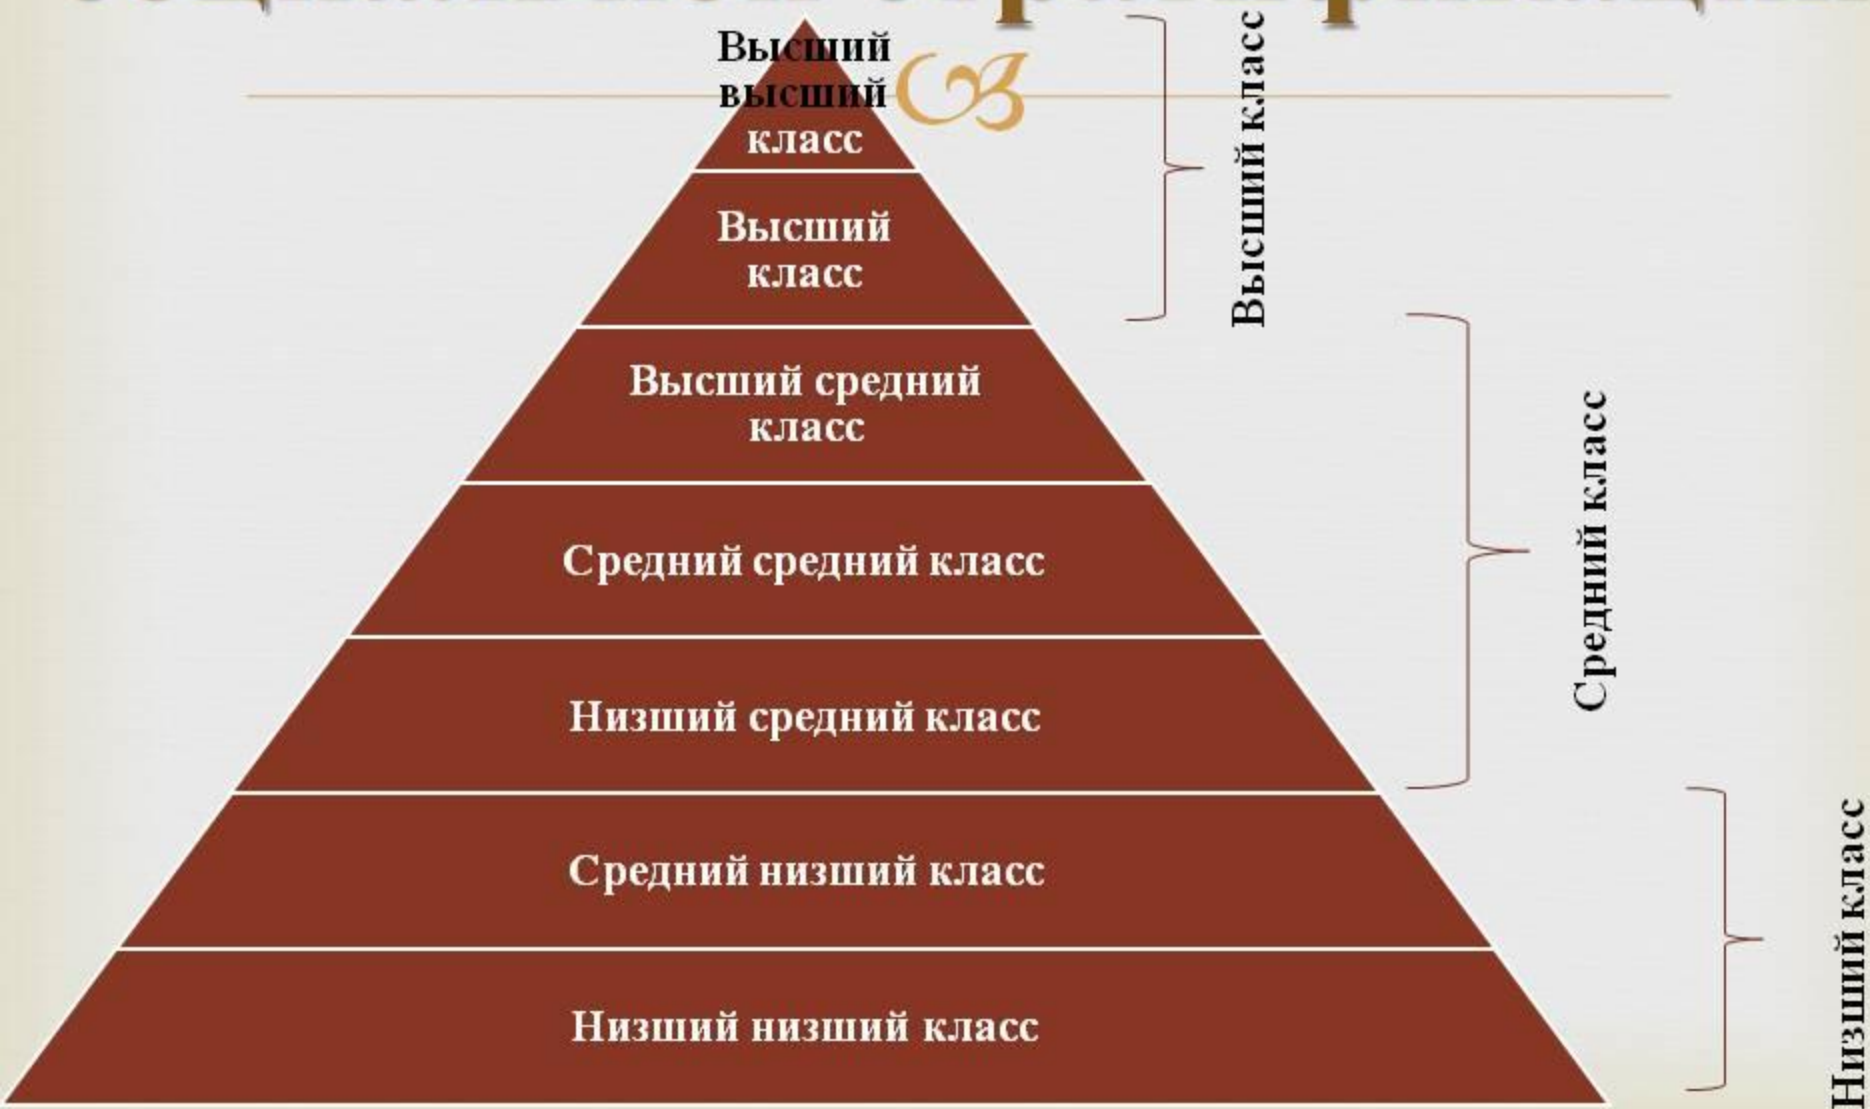 Высший
высший
класс
Высший
класс
Высший средний
класс
Средний средний класс
Низший средний класс
Средний низший класс
Низший низший класс
Высший класс
Средний класс
Низший класс